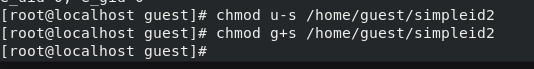 [root@localhost guest]# chmod u-s /home/guest/simpleid2
[root@localhost guest]# chmod g+s /home/guest/simpleid2
[root@localhost guest]#